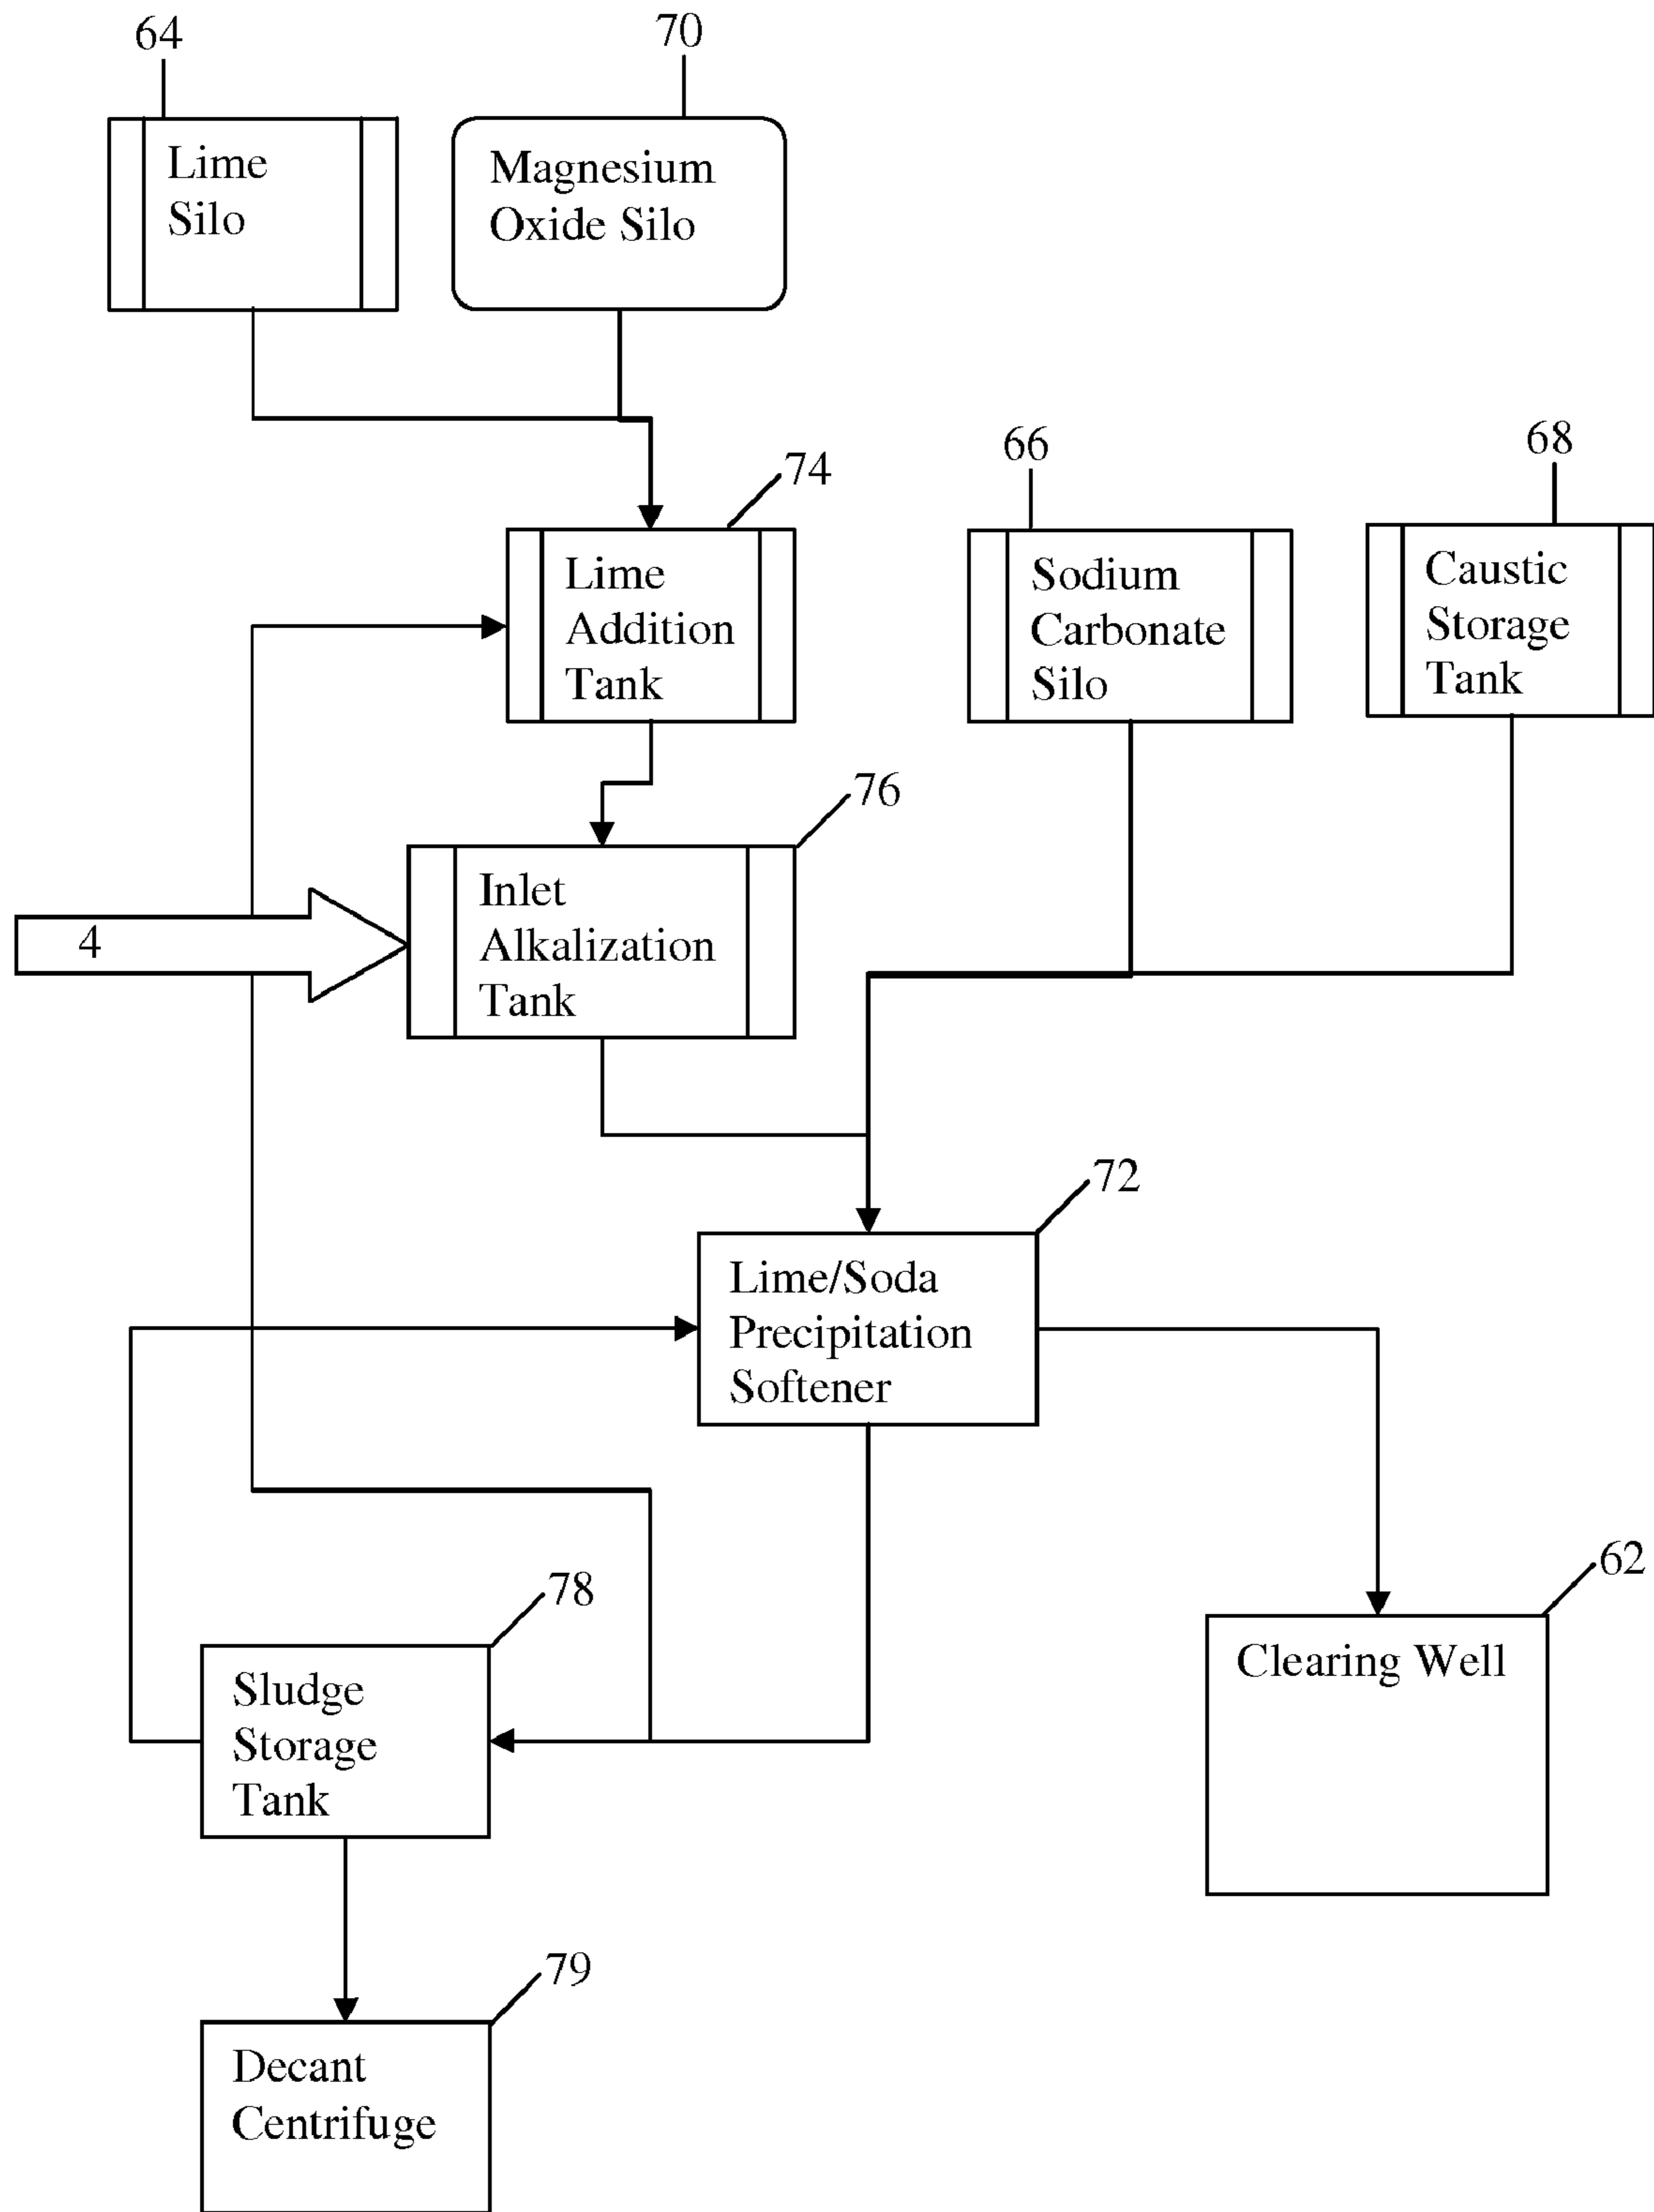 64
70
Lime
Silo
Magnesium
Oxide Silo
74
66
68
Lime
Addition
Tank
Sodium
Carbonate
Silo
Caustic
Storage
Tank
76
4
Inlet
Alkalization
Tank
72
Lime/Soda
Precipitation
Softener
78
62
Sludge
Storage
Tank
Clearing Well
79
Decant
Centrifuge